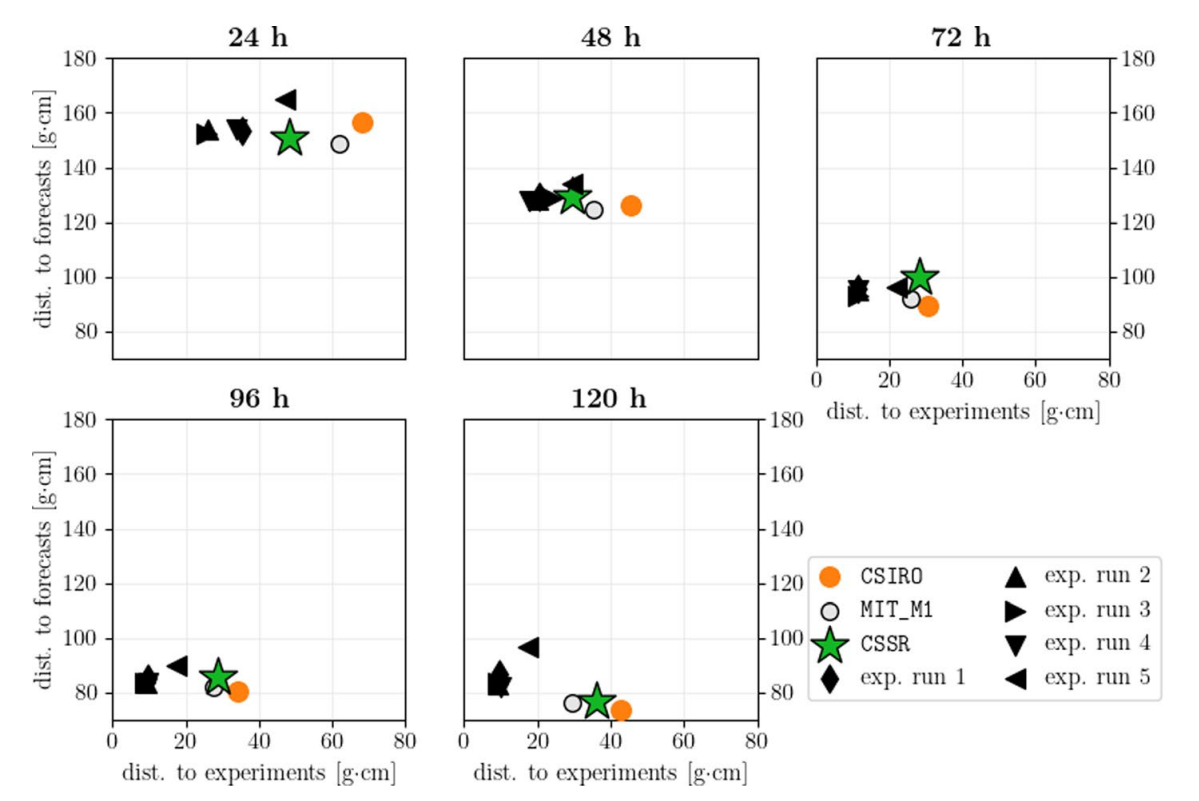 24 h
48 h
72 h
dist. to forecasts [g·cm]
180
160
140
120
100
80
180
160
140
120
100
80
0 20 40 60 80
dist. to experiments [g·cm]
96 h
120 h
dist. to forecasts [g·cm]
180
160
140
120
100
80
180
160
140
120
100
80
0 20 40 60 80
dist. to experiments [g·cm]
0 20 40 60 80
dist. to experiments [g·cm]
CSIRO
MIT_M1
CSSR
exp. run 1
exp. run 2
exp. run 3
exp. run 4
exp. run 5